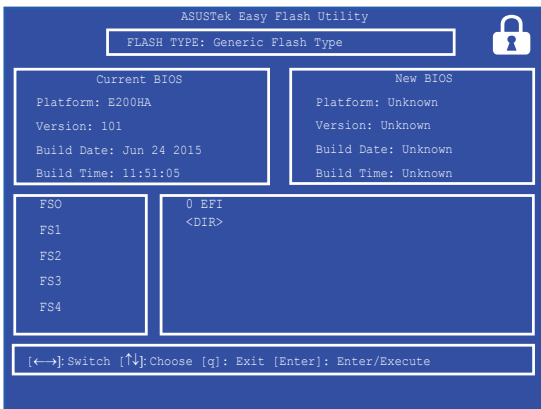 ASUSTek Easy Flash Utility
FLASH TYPE: Generic Flash Type
Current BIOS
Platform: E200HA
Version: 101
Build Date: Jun 24 2015
Build Time: 11:51:05
New BIOS
Platform: Unknown
Version: Unknown
Build Date: Unknown
Build Time: Unknown
FSO
FS1
FS2
FS3
FS4
0 EFI
<DIR>
[←→]: Switch [↑↓]: Choose [q]: Exit [Enter]: Enter/Execute